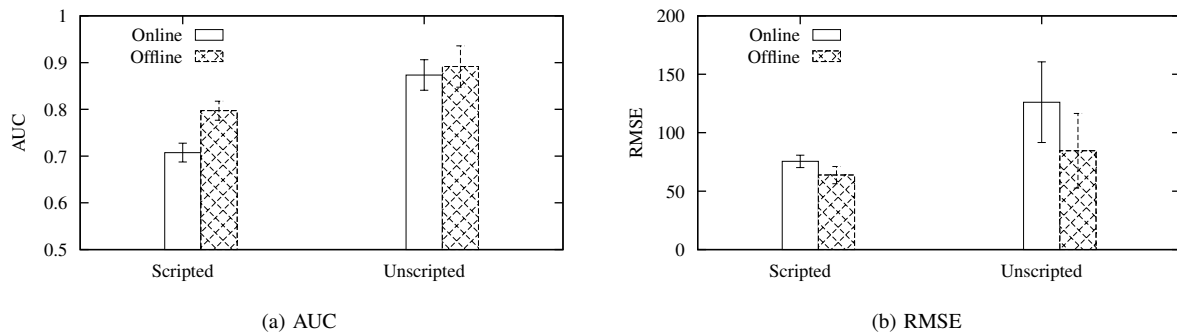 1
0.9
0.8
0.7
0.6
0.5
AUC
Online
Offline
Scripted
Unscripted
(a) AUC
200
150
100
50
0
RMSE
Online
Offline
Scripted
Unscripted
(b) RMSE